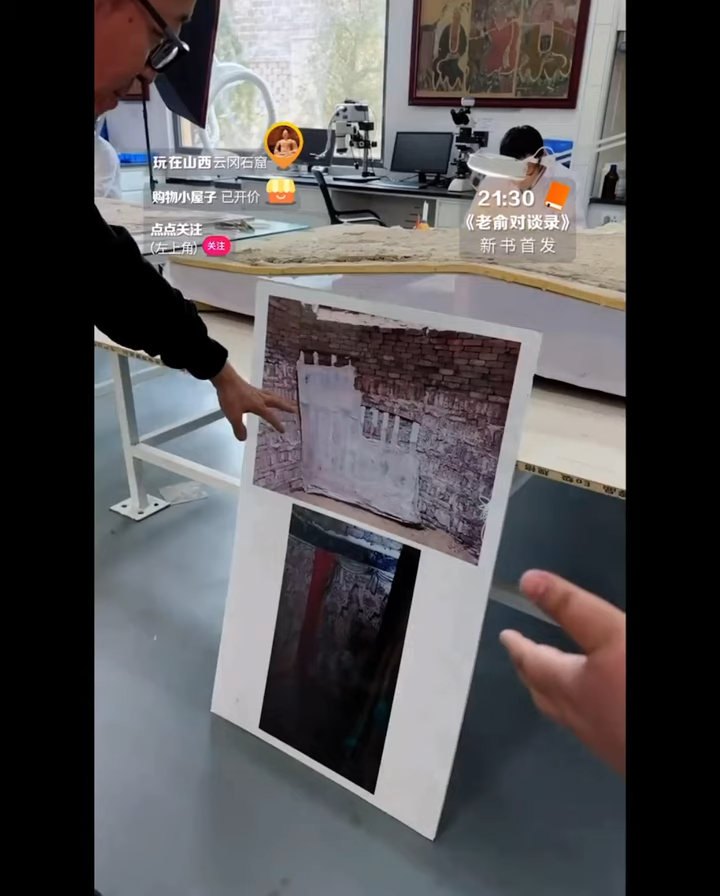 玩在山西云冈石窟
购物小屋子 已开价
点点关注
(左上角) 关注
21:30
《老俞对谈录》
新书首发